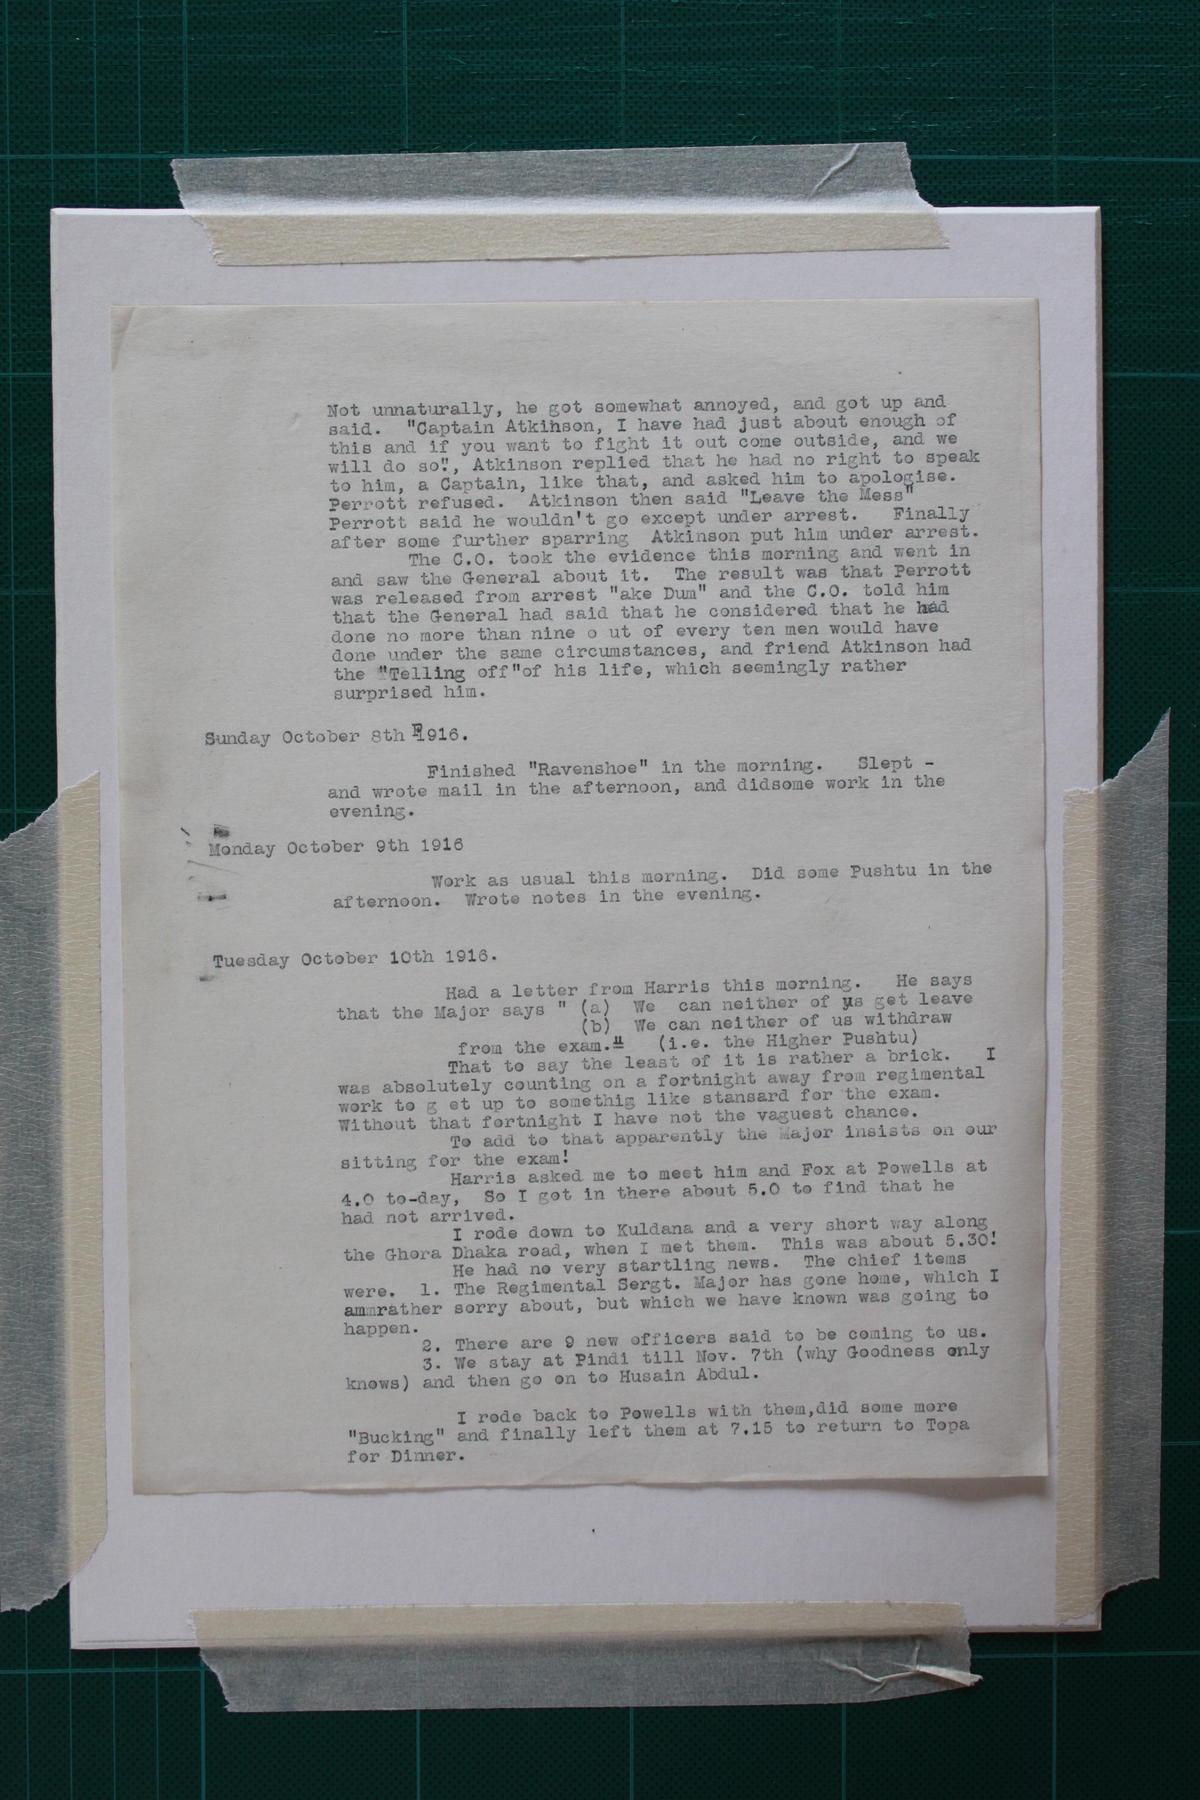 Not unnaturally, he got somewhat annoyed, and got up and
said.  "Captain Atkinson, I have had just about enough of
this and if you want to fight it out come outside, and we
will do so", Atkinson replied that he had no right to speak
to him, a Captain, like that, and asked him to apologise.
Perrott refused.  Atkinson then said "Leave the Mess"
Perrott said he wouldn't go except under arrest.  Finally
after some further sparring  Atkinson put him under arrest.
The C.O. took the evidence this morning and went in
and saw the General about it.  The result was that Perrott
was released from arrest "ake Dum" and the C.O. told him
that the General had said that he considered that he had
done no more than nine o ut of every ten men would have
done under the same circumstances, and friend Atkinson had
the "Telling off"of his life, which seemingly rather
surprised him.
Sunday October 8th 1916.
Finished "Ravenshoe" in the morning.  Slept -
and wrote mail in the afternoon, and didsome work in the
evening.
Monday October 9th 1916
Work as usual this morning.  Did some Pushtu in the
afternoon.  Wrote notes in the evening.
Tuesday October 10th 1916.
Had a letter from Harris this morning.  He says
that the Major says " (a)  We  can neither of us get leave
(b)  We can neither of us withdraw
from the exam."  (i.e. the Higher Pushtu)
That to say the least of it is rather a brick.  I
was absolutely counting on a fortnight away from regimental
work to g et up to somethig like stansard for the exam.
Without that fortnight I have not the vaguest chance.
To add to that apparently the Major insists on our
sitting for the exam!
Harris asked me to meet him and Fox at Powells at
4.0 to-day,  So I got in there about 5.0 to find that he
had not arrived.
I rode down to Kuldana and a very short way along
the Ghora Dhaka road, when I met them.  This was about 5.30!
He had no very startling news.  The chief items
were.  1. The Regimental Sergt. Major has gone home, which I
ammrather sorry about, but which we have known was going to
happen.
2. There are 9 new officers said to be coming to us.
3. We stay at Pindi till Nov. 7th (why Goodness only
knows) and then go on to Husain Abdul.
I rode back to Powells with them,did some more
"Bucking" and finally left them at 7.15 to return to Topa
for Dinner.